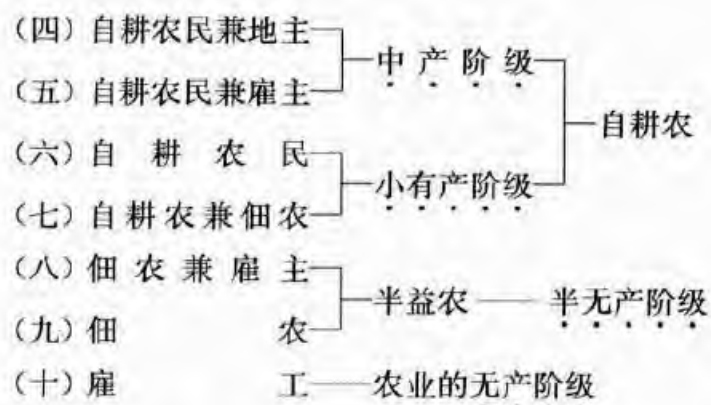 （四）自耕农民兼地主
（五）自耕农民兼雇主
中产阶级
（六）自耕农民
（七）自耕农兼佃农
小有产阶级
自耕农
（八）佃农兼雇主
（九）佃农
半益农——半无产阶级
（十）雇工——农业的无产阶级